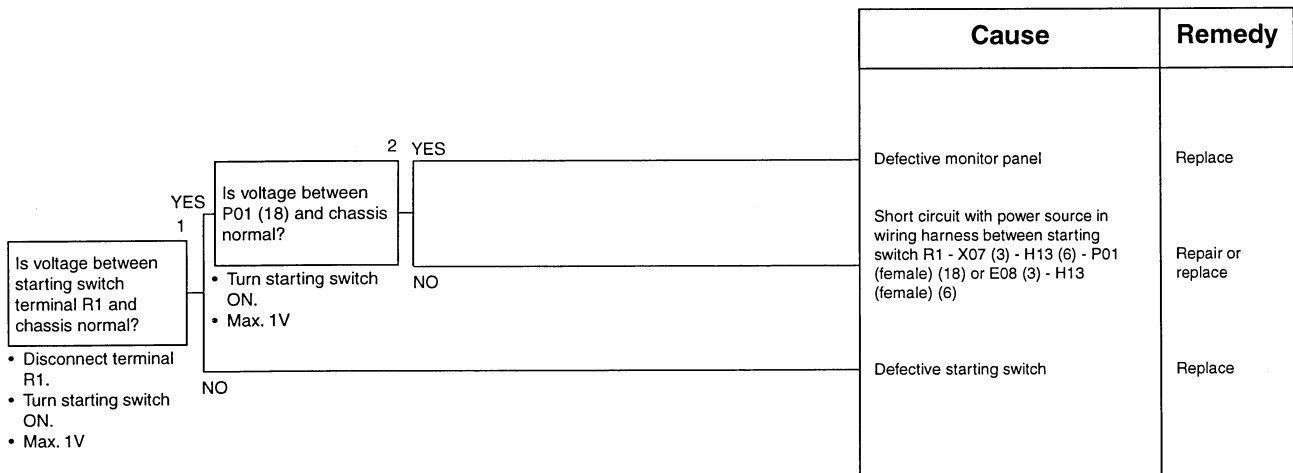 Cause
Remedy
2
YES
Defective monitor panel
Replace
YES
1
Is voltage between
P01 (18) and chassis
normal?
• Turn starting switch
ON.
• Max. 1V
NO
Short circuit with power source in
wiring harness between starting
switch R1 - X07 (3) - H13 (6) - P01
(female) (18) or E08 (3) - H13
(female) (6)
Repair or
replace
Is voltage between
starting switch
terminal R1 and
chassis normal?
• Disconnect terminal
R1.
• Turn starting switch
ON.
• Max. 1V
NO
Defective starting switch
Replace